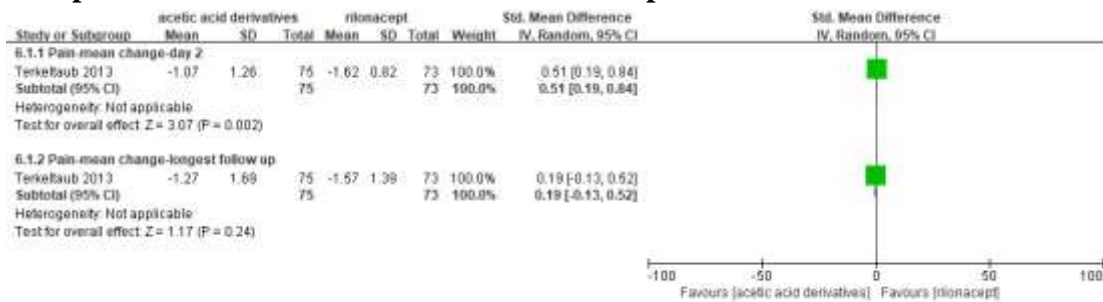 acetic acid derivatives rilonacept Std. Mean Difference Std. Mean Difference
Study or Subgroup Mean SD Total Mean SD Total Weight IV, Random, 95% CI IV, Random, 95% CI
6.1.1 Pain-mean change-day 2
Terkeltaub 2013 -1.07 1.26 75 -1.62 0.82 73 100.0% 0.51 [0.19, 0.84]
Subtotal (95% CI) 75 73 100.0% 0.51 [0.19, 0.84]
Heterogeneity: Not applicable
Test for overall effect: Z = 3.07 (P = 0.002)
6.1.2 Pain-mean change-longest follow up
Terkeltaub 2013 -1.27 1.69 75 -1.57 1.39 73 100.0% 0.19 [-0.13, 0.52]
Subtotal (95% CI) 75 73 100.0% 0.19 [-0.13, 0.52]
Heterogeneity: Not applicable
Test for overall effect: Z = 1.17 (P = 0.24)
-100 -50 0 50 100
Favours [acetic acid derivatives] Favours [rilonacept]